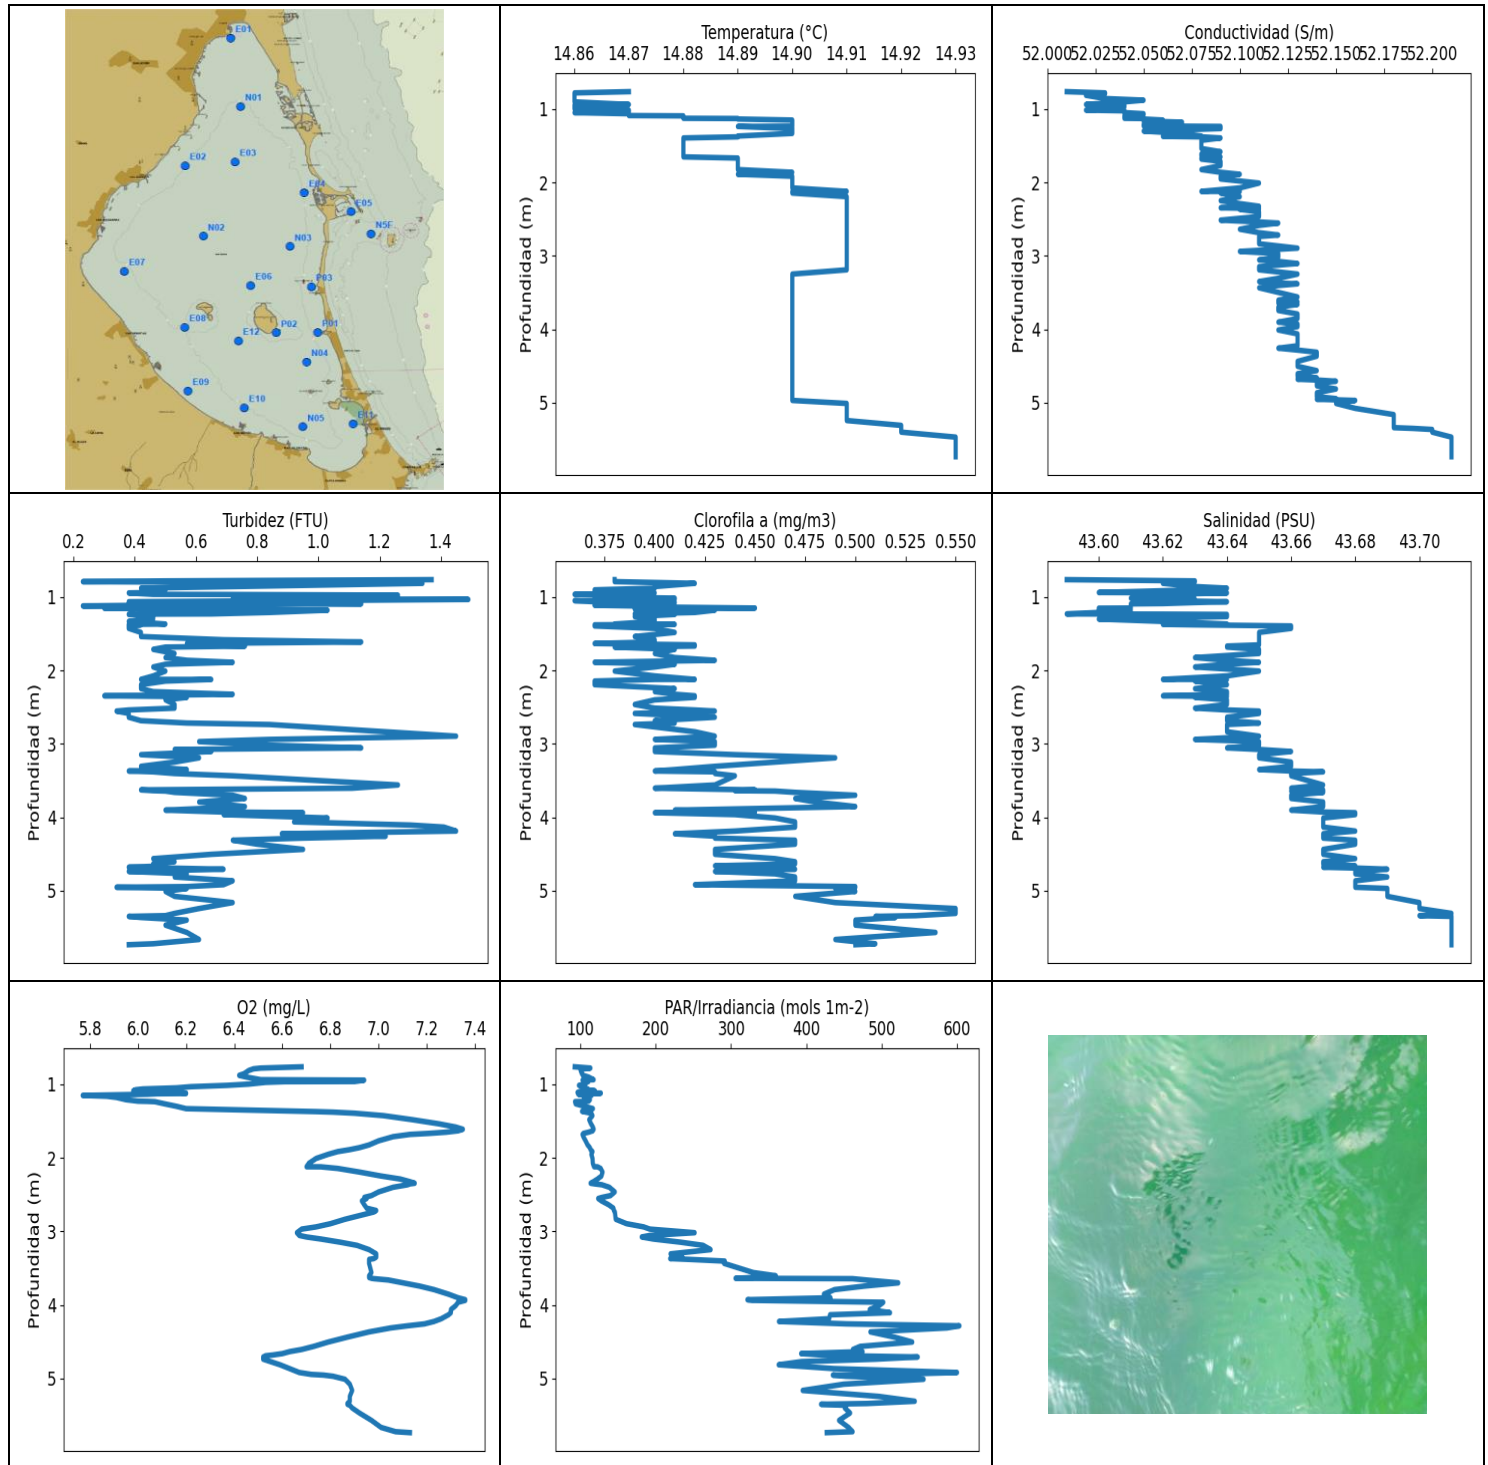 E01
N01
E02
E03
E04
E05
N5F
N02
N03
E07
E06
P03
E08
E12
P02
P01
N04
E09
E10
N05
E11
Temperatura (°C)
14.86 14.87 14.88 14.89 14.90 14.91 14.92 14.93
Profundidad (m)
1
2
3
4
5
Conductividad (S/m)
52.000 52.025 52.050 52.075 52.100 52.125 52.150 52.175 52.200
Profundidad (m)
1
2
3
4
5
Turbidez (FTU)
0.2 0.4 0.6 0.8 1.0 1.2 1.4
Profundidad (m)
1
2
3
4
5
Clorofila a (mg/m3)
0.375 0.400 0.425 0.450 0.475 0.500 0.525 0.550
Profundidad (m)
1
2
3
4
5
Salinidad (PSU)
43.60 43.62 43.64 43.66 43.68 43.70
Profundidad (m)
1
2
3
4
5
O2 (mg/L)
5.8 6.0 6.2 6.4 6.6 6.8 7.0 7.2 7.4
Profundidad (m)
1
2
3
4
5
PAR/Irradiancia (mols 1m-2)
100 200 300 400 500 600
Profundidad (m)
1
2
3
4
5